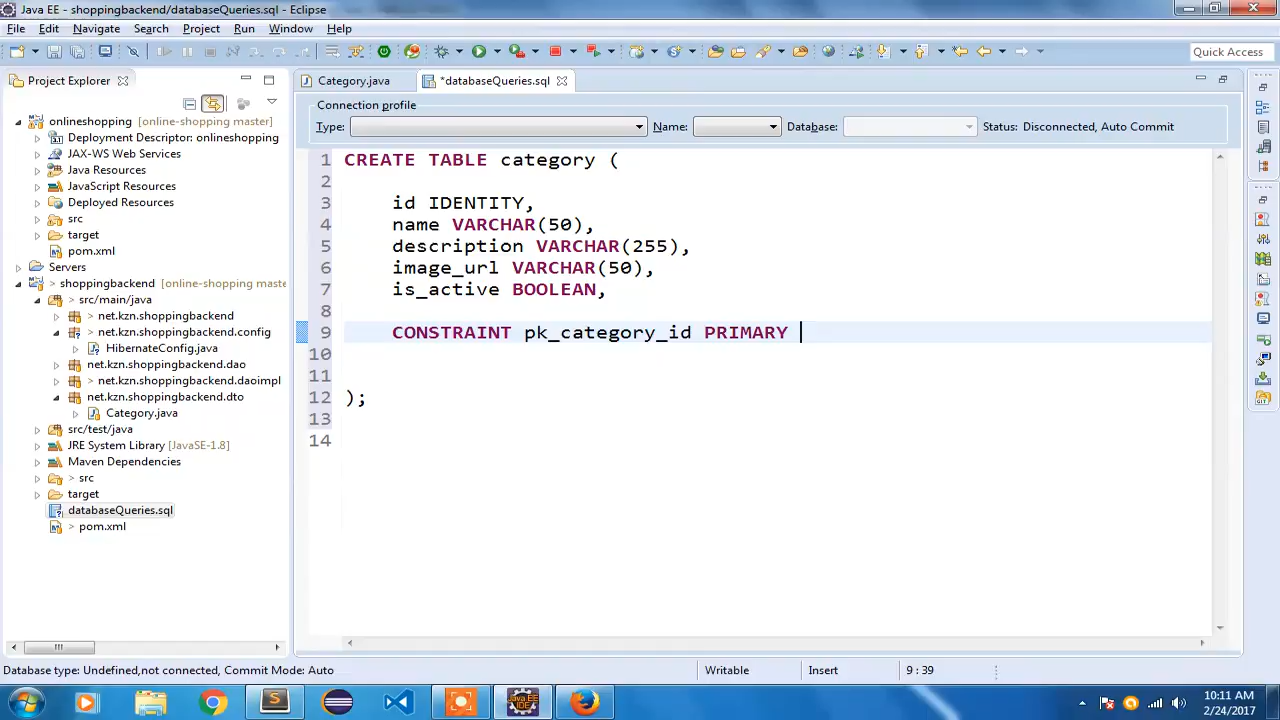 Java EE - shoppingbackend/databaseQueries.sql - Eclipse
File Edit Navigate Search Project Run Window Help
Quick Access
Project Explorer
Category.java
*databaseQueries.sql
Connection profile
Type: Name: Database: Status: Disconnected, Auto Commit
onlineshopping [online-shopping master]
Deployment Descriptor: onlineshopping
JAX-WS Web Services
Java Resources
JavaScript Resources
Deployed Resources
src
target
pom.xml
Servers
> shoppingbackend [online-shopping maste
> src/main/java
> net.kzn.shoppingbackend
> net.kzn.shoppingbackend.config
HibernateConfig.java
net.kzn.shoppingbackend.dao
> net.kzn.shoppingbackend.daoimpl
net.kzn.shoppingbackend.dto
Category.java
src/test/java
JRE System Library [JavaSE-1.8]
Maven Dependencies
> src
target
databaseQueries.sql
> pom.xml
1 CREATE TABLE category (
2
3 id IDENTITY,
4 name VARCHAR(50),
5 description VARCHAR(255),
6 image_url VARCHAR(50),
7 is_active BOOLEAN,
8
9 CONSTRAINT pk_category_id PRIMARY
10
11
12 );
13
14
Database type: Undefined,not connected, Commit Mode: Auto
Writable
Insert
9 : 39
Java EE IDE
10:11 AM
2/24/2017